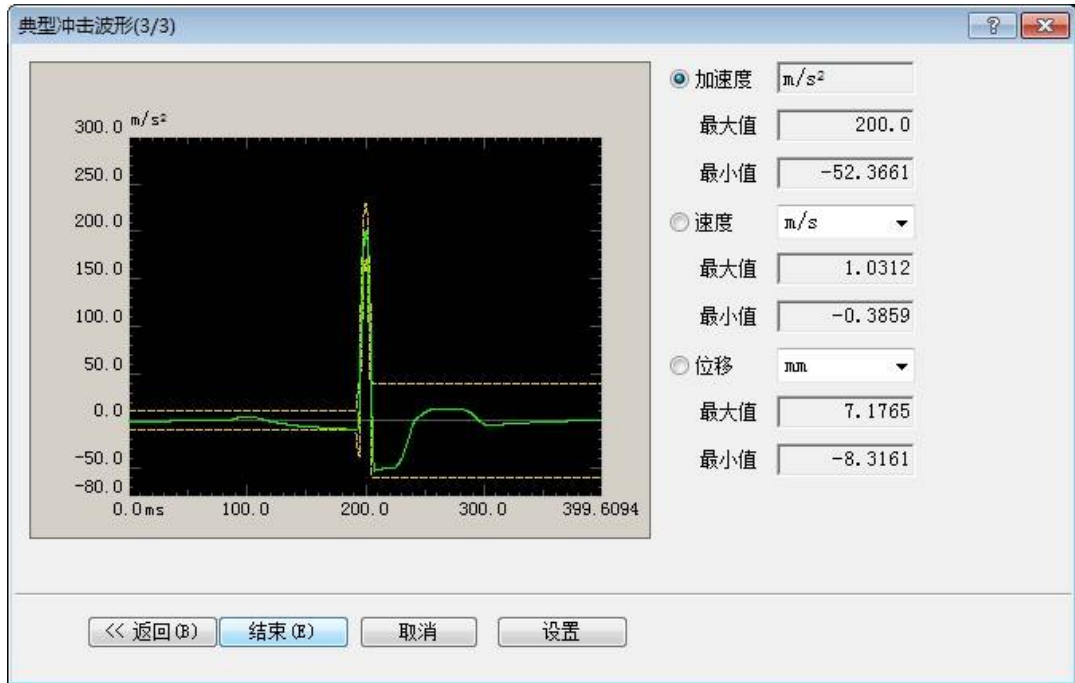 典型冲击波形(3/3)
m/s²
300.0
250.0
200.0
150.0
100.0
50.0
0.0
-50.0
-80.0
0.0ms 100.0 200.0 300.0 399.6094
加速度 m/s²
最大值 200.0
最小值 -52.3661
速度 m/s
最大值 1.0312
最小值 -0.3859
位移 mm
最大值 7.1765
最小值 -8.3161
<< 返回(B) 结束(E) 取消 设置